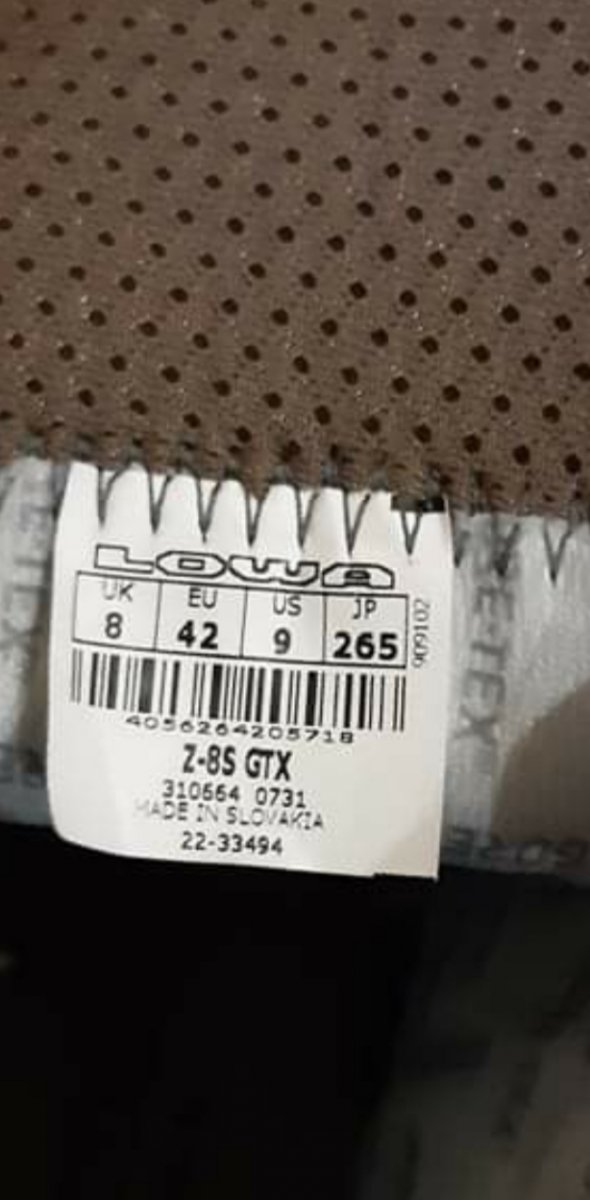 LOWA
UK EU US JP
8 42 9 265
909102
4056264205718
Z-8S GTX
310664 0731
MADE IN SLOVAKIA
22-33494